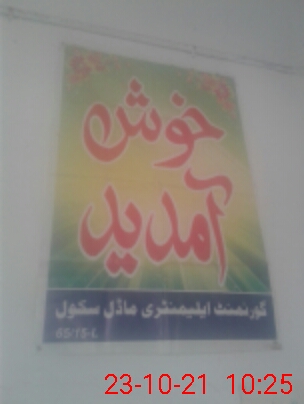 خوش
آمدید
گورنمنٹ ایلیمنٹری ماڈل سکول
65/15-L
23-10-21 10:25